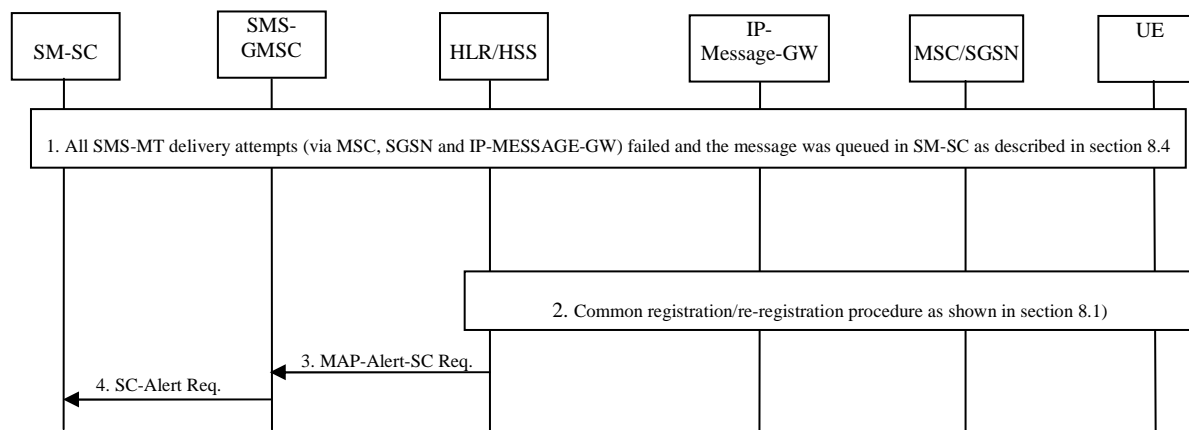 SM-SC
SMS-
GMSC
HLR/HSS
IP-
Message-GW
MSC/SGSN
UE
1. All SMS-MT delivery attempts (via MSC, SGSN and IP-MESSAGE-GW) failed and the message was queued in SM-SC as described in section 8.4
2. Common registration/re-registration procedure as shown in section 8.1)
3. MAP-Alert-SC Req.
4. SC-Alert Req.